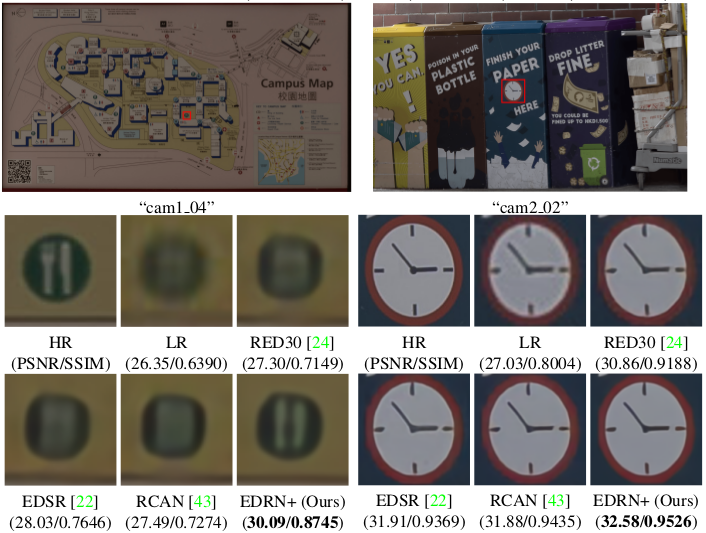 Campus Map
校園地圖
YES
YOU CAN
!
POISON IN YOUR
PLASTIC
BOTTLE
FINISH YOUR
PAPER
HERE
DROP LITTER
FINE
YOU COULD BE
FINED UP TO HKD1,500
“cam1_04”
“cam2_02”
HR
(PSNR/SSIM)
LR
(26.35/0.6390)
RED30 [24]
(27.30/0.7149)
HR
(PSNR/SSIM)
LR
(27.03/0.8004)
RED30 [24]
(30.86/0.9188)
EDSR [22]
(28.03/0.7646)
RCAN [43]
(27.49/0.7274)
EDRN+ (Ours)
(30.09/0.8745)
EDSR [22]
(31.91/0.9369)
RCAN [43]
(31.88/0.9435)
EDRN+ (Ours)
(32.58/0.9526)